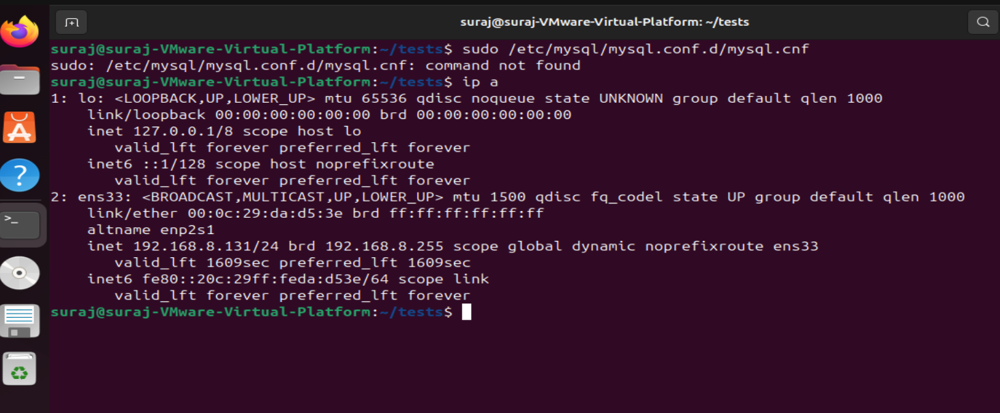 suraj@suraj-VMware-Virtual-Platform: ~/tests
suraj@suraj-VMware-Virtual-Platform:~/tests$ sudo /etc/mysql/mysql.conf.d/mysql.cnf
sudo: /etc/mysql/mysql.conf.d/mysql.cnf: command not found
suraj@suraj-VMware-Virtual-Platform:~/tests$ ip a
1: lo: <LOOPBACK,UP,LOWER_UP> mtu 65536 qdisc noqueue state UNKNOWN group default qlen 1000
    link/loopback 00:00:00:00:00:00 brd 00:00:00:00:00:00
    inet 127.0.0.1/8 scope host lo
       valid_lft forever preferred_lft forever
    inet6 ::1/128 scope host noprefixroute
       valid_lft forever preferred_lft forever
2: ens33: <BROADCAST,MULTICAST,UP,LOWER_UP> mtu 1500 qdisc fq_codel state UP group default qlen 1000
    link/ether 00:0c:29:da:d5:3e brd ff:ff:ff:ff:ff:ff
    altname enp2s1
    inet 192.168.8.131/24 brd 192.168.8.255 scope global dynamic noprefixroute ens33
       valid_lft 1609sec preferred_lft 1609sec
    inet6 fe80::20c:29ff:feda:d53e/64 scope link
       valid_lft forever preferred_lft forever
suraj@suraj-VMware-Virtual-Platform:~/tests$